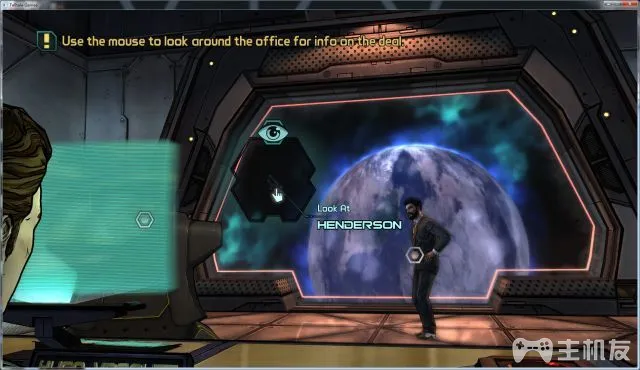 Telltale Games
Use the mouse to look around the office for info on the deal.
Look At
HENDERSON
主机友